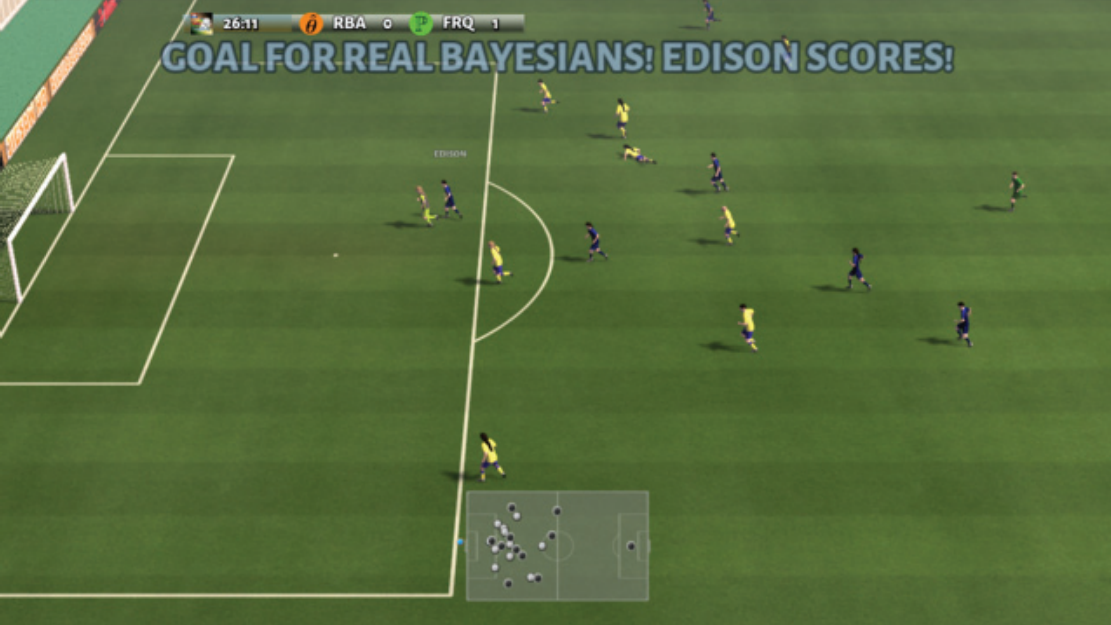 26:11 RBA 0 FRQ 1
GOAL FOR REAL BAYESIANS! EDISON SCORES!
EDISON